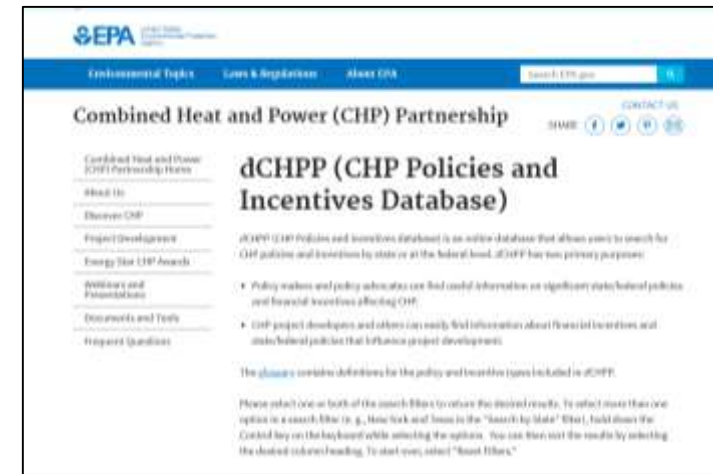 EPA United States Environmental Protection Agency
Environmental Topics Laws & Regulations About EPA Search EPA.gov
CONTACT US
Combined Heat and Power (CHP) Partnership SHARE
Combined Heat and Power
(CHP) Partnership Home
About Us
Discover CHP
Project Development
Energy Star CHP Awards
Webinars and
Presentations
Documents and Tools
Frequent Questions
dCHPP (CHP Policies and
Incentives Database)
dCHPP (CHP Policies and incentives database) is an online database that allows users to search for
CHP policies and incentives by state or at the federal level. dCHPP has two primary purposes:
• Policy makers and policy advocates can find useful information on significant state/federal policies
and financial incentives affecting CHP.
• CHP project developers and others can easily find information about financial incentives and
state/federal policies that influence project development.
The glossary contains definitions for the policy and incentive types included in dCHPP.
Please select one or both of the search filters to return the desired results. To select more than one
option in a search filter (e.g., New York and Texas in the "Search by State" filter), hold down the
Control key on the keyboard while selecting the options. You can then sort the results by selecting
the desired column heading. To start over, select "Reset Filters."